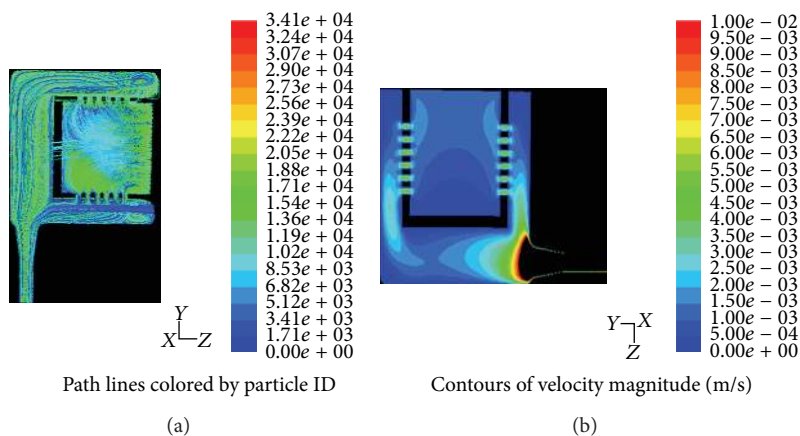 3.41e + 04
3.24e + 04
3.07e + 04
2.90e + 04
2.73e + 04
2.56e + 04
2.39e + 04
2.22e + 04
2.05e + 04
1.88e + 04
1.71e + 04
1.54e + 04
1.36e + 04
1.19e + 04
1.02e + 04
8.53e + 03
6.82e + 03
5.12e + 03
3.41e + 03
1.71e + 03
0.00e + 00
Y
X Z
Path lines colored by particle ID
(a)
1.00e − 02
9.50e − 03
9.00e − 03
8.50e − 03
8.00e − 03
7.50e − 03
7.00e − 03
6.50e − 03
6.00e − 03
5.50e − 03
5.00e − 03
4.50e − 03
4.00e − 03
3.50e − 03
3.00e − 03
2.50e − 03
2.00e − 03
1.50e − 03
1.00e − 03
5.00e − 04
0.00e + 00
Y X
Z
Contours of velocity magnitude (m/s)
(b)